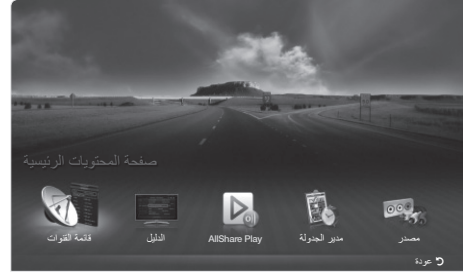 صفحة المحتويات الرئيسية
مصدر
مدير الجدولة
AllShare Play
الدليل
قائمة القنوات
عودة